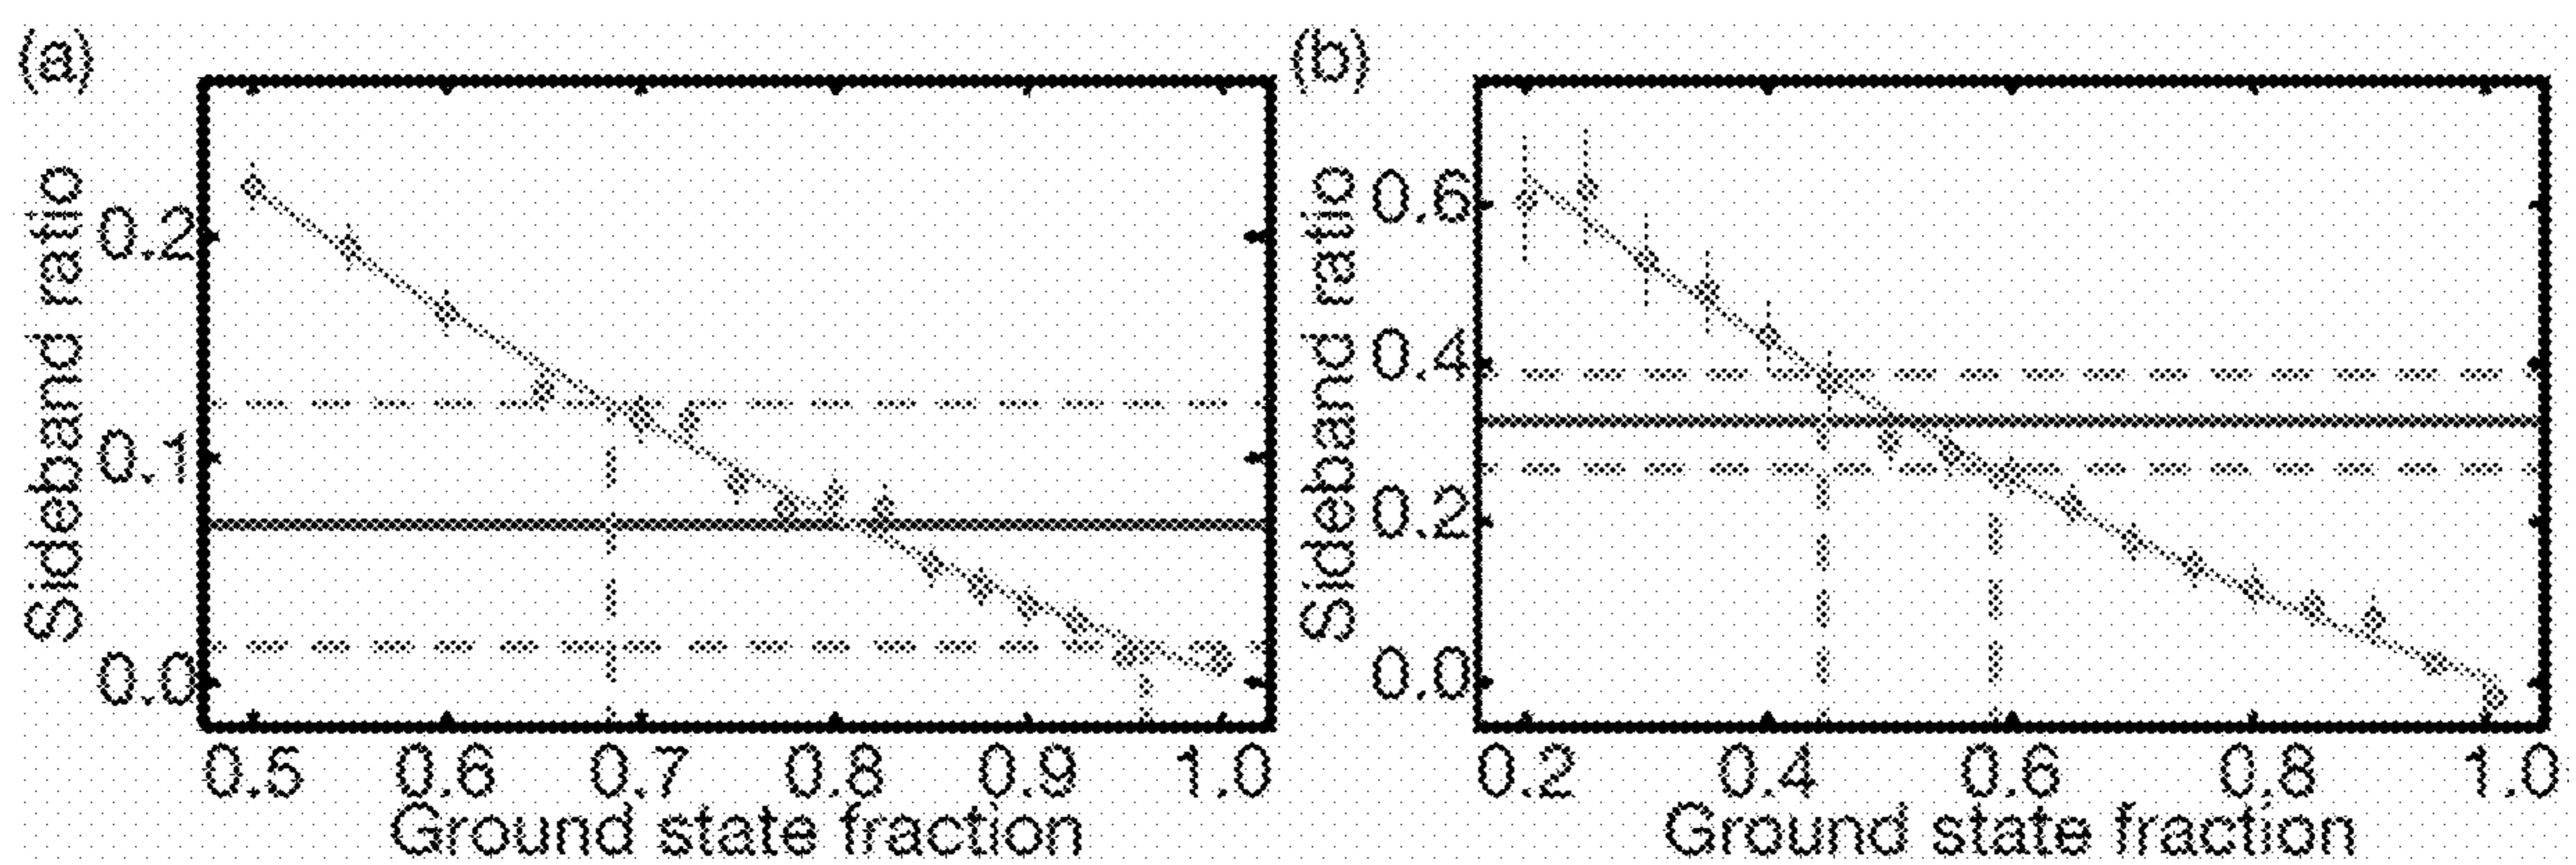 (a)
Sideband ratio
0.2
0.1
0.0
0.5 0.6 0.7 0.8 0.9 1.0
Ground state fraction
(b)
Sideband ratio
0.6
0.4
0.2
0.0
0.2 0.4 0.6 0.8 1.0
Ground state fraction